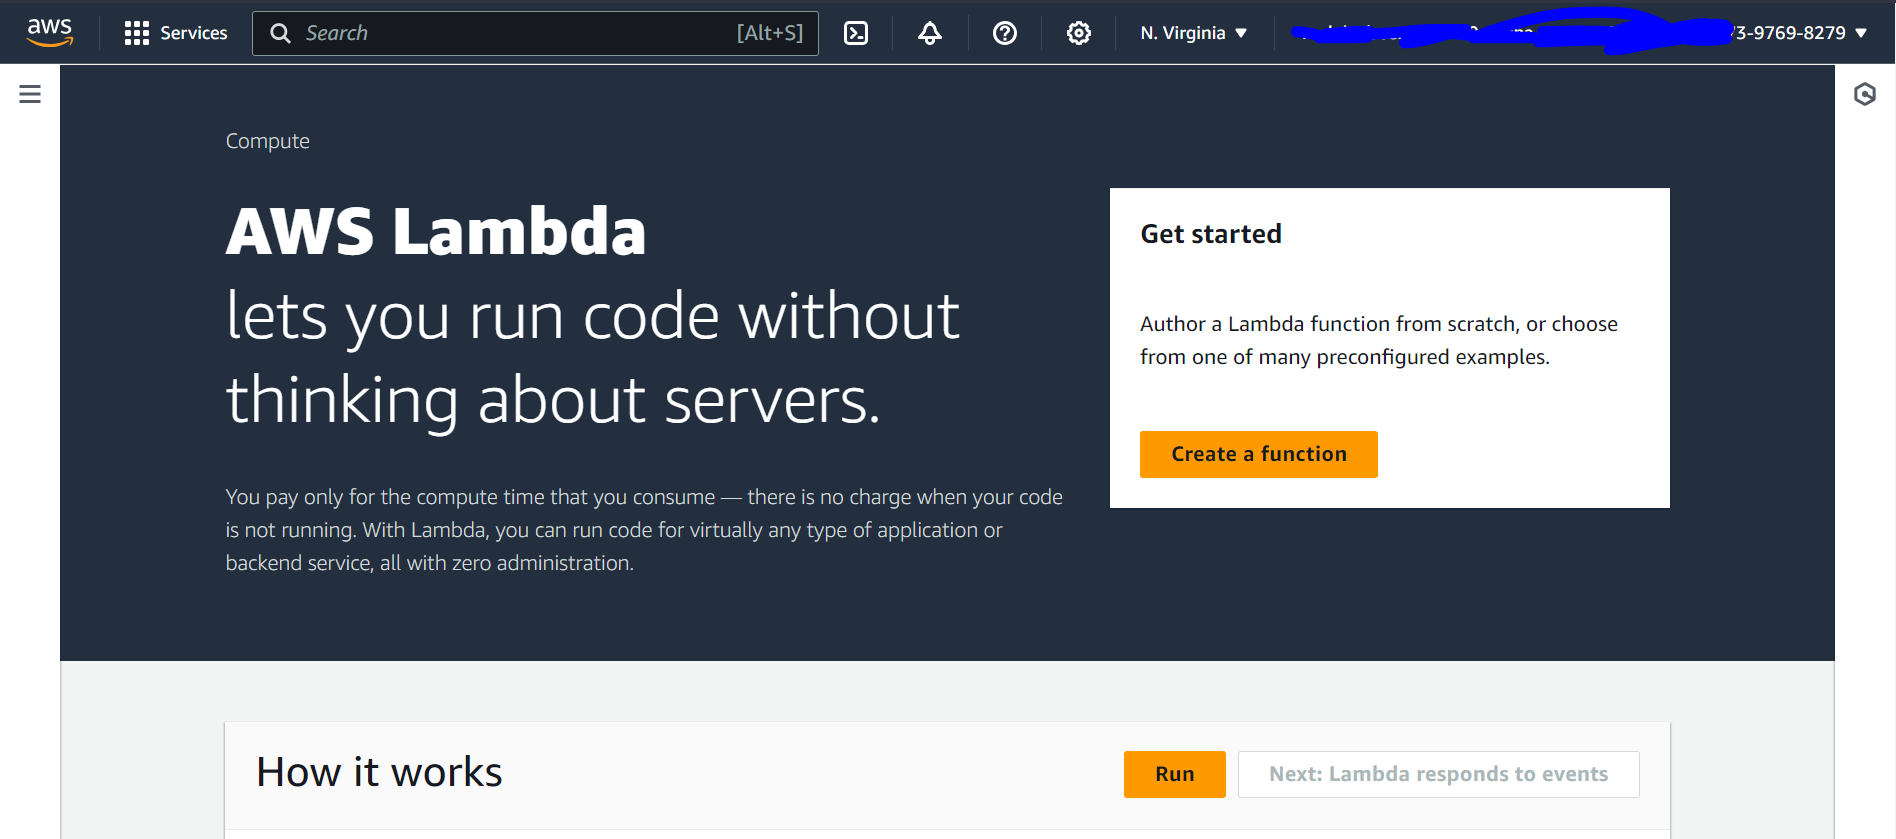 aws
Services
Search
[Alt+S]
N. Virginia
3-9769-8279
Compute
AWS Lambda
lets you run code without
thinking about servers.
You pay only for the compute time that you consume — there is no charge when your code
is not running. With Lambda, you can run code for virtually any type of application or
backend service, all with zero administration.
Get started
Author a Lambda function from scratch, or choose
from one of many preconfigured examples.
Create a function
How it works
Run
Next: Lambda responds to events